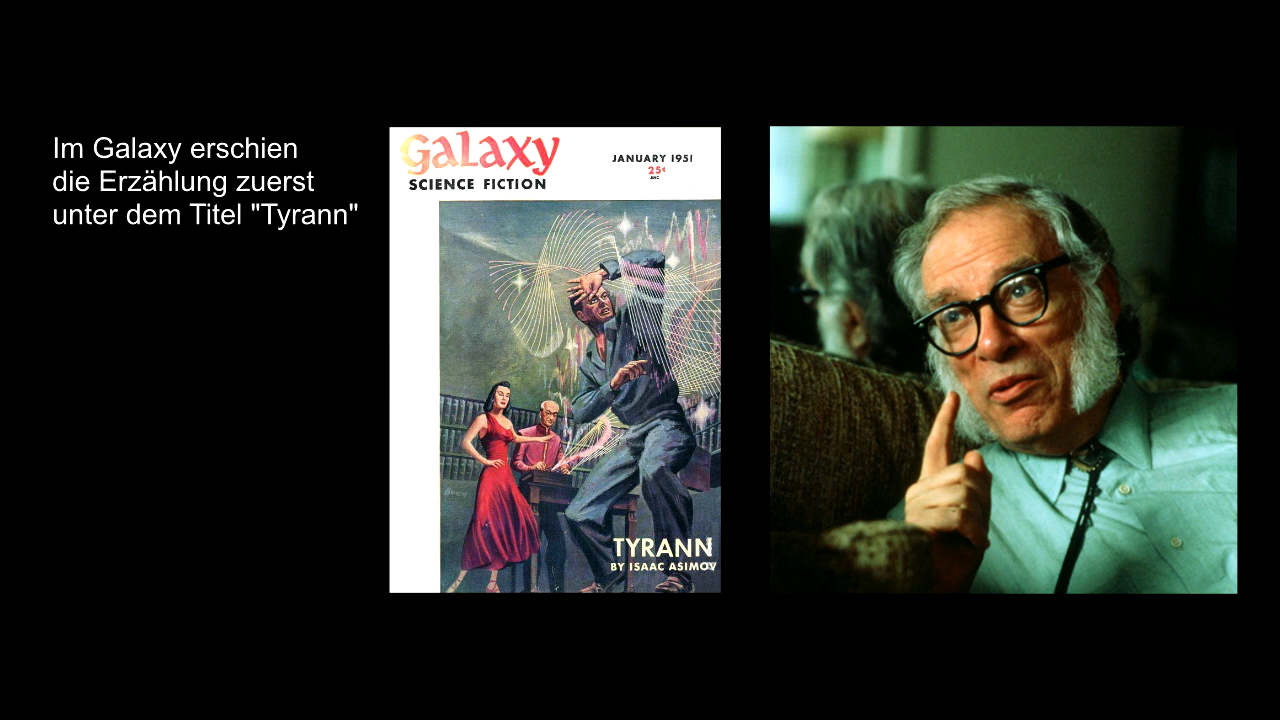 Im Galaxy erschien
die Erzählung zuerst
unter dem Titel "Tyrann"
Galaxy
SCIENCE FICTION
JANUARY 1951
25¢
TYRANN
BY ISAAC ASIMOV